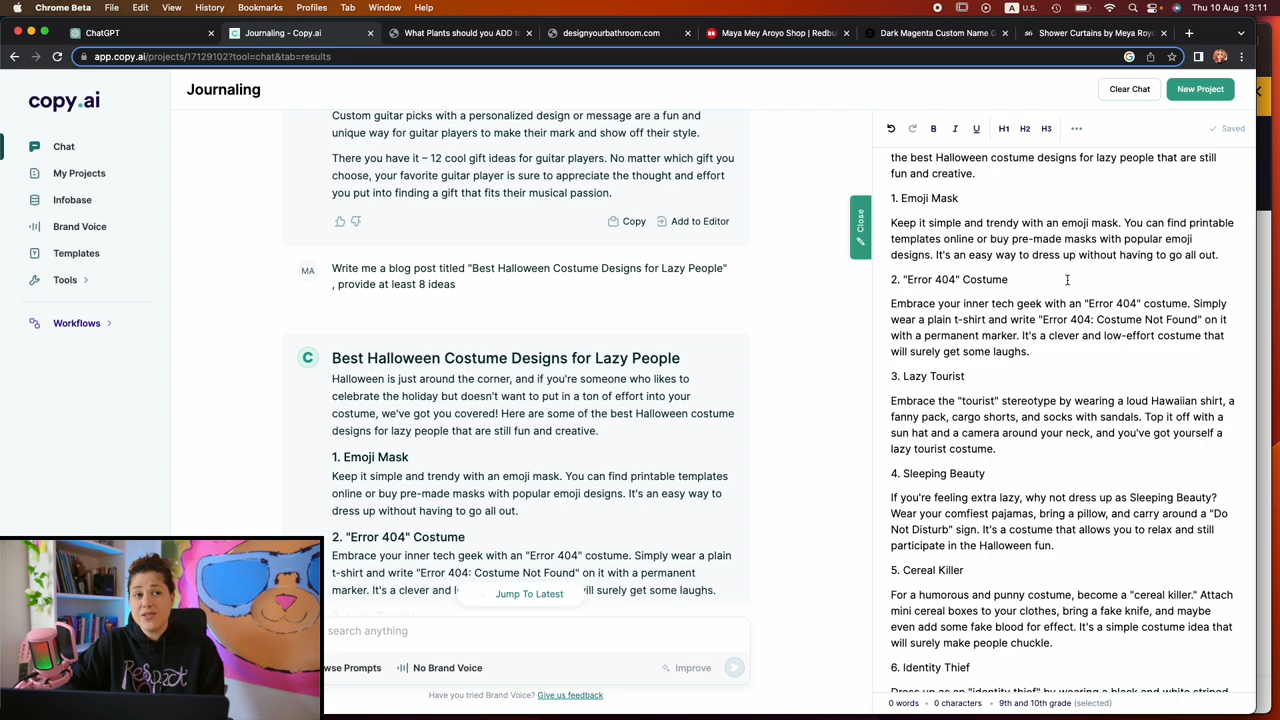 Chrome Beta File Edit View History Bookmarks Profiles Tab Window Help
A U.S. Thu 10 Aug 13:11
ChatGPT
Journaling - Copy.ai
What Plants should you ADD t
designyourbathroom.com
Maya Mey Aroyo Shop | Redbul
Dark Magenta Custom Name G
Shower Curtains by Meya Roy
app.copy.ai/projects/17129102?tool=chat&tab=results
copy.ai
Chat
My Projects
Infobase
Brand Voice
Templates
Tools
Workflows
Journaling
Clear Chat
New Project
Custom guitar picks with a personalized design or message are a fun and
unique way for guitar players to make their mark and show off their style.
There you have it – 12 cool gift ideas for guitar players. No matter which gift you
choose, your favorite guitar player is sure to appreciate the thought and effort
you put into finding a gift that fits their musical passion.
Copy Add to Editor
MA
Write me a blog post titled "Best Halloween Costume Designs for Lazy People"
, provide at least 8 ideas
C
Best Halloween Costume Designs for Lazy People
Halloween is just around the corner, and if you're someone who likes to
celebrate the holiday but doesn't want to put in a ton of effort into your
costume, we've got you covered! Here are some of the best Halloween costume
designs for lazy people that are still fun and creative.
1. Emoji Mask
Keep it simple and trendy with an emoji mask. You can find printable templates
online or buy pre-made masks with popular emoji designs. It's an easy way to
dress up without having to go all out.
2. "Error 404" Costume
Embrace your inner tech geek with an "Error 404" costume. Simply wear a plain
t-shirt and write "Error 404: Costume Not Found" on it with a permanent
marker. It's a clever and l will surely get some laughs.
Jump To Latest
search anything
wse Prompts No Brand Voice Improve
Have you tried Brand Voice? Give us feedback
Close
B I U H1 H2 H3 Saved
the best Halloween costume designs for lazy people that are still
fun and creative.
1. Emoji Mask
Keep it simple and trendy with an emoji mask. You can find printable
templates online or buy pre-made masks with popular emoji
designs. It's an easy way to dress up without having to go all out.
2. "Error 404" Costume
Embrace your inner tech geek with an "Error 404" costume. Simply
wear a plain t-shirt and write "Error 404: Costume Not Found" on it
with a permanent marker. It's a clever and low-effort costume that
will surely get some laughs.
3. Lazy Tourist
Embrace the "tourist" stereotype by wearing a loud Hawaiian shirt, a
fanny pack, cargo shorts, and socks with sandals. Top it off with a
sun hat and a camera around your neck, and you've got yourself a
lazy tourist costume.
4. Sleeping Beauty
If you're feeling extra lazy, why not dress up as Sleeping Beauty?
Wear your comfiest pajamas, bring a pillow, and carry around a "Do
Not Disturb" sign. It's a costume that allows you to relax and still
participate in the Halloween fun.
5. Cereal Killer
For a humorous and punny costume, become a "cereal killer." Attach
mini cereal boxes to your clothes, bring a fake knife, and maybe
even add some fake blood for effect. It's a simple costume idea that
will surely make people chuckle.
6. Identity Thief
Dress up as an "identity thief" by wearing a black and white striped
0 words • 0 characters • 9th and 10th grade (selected)
Respect